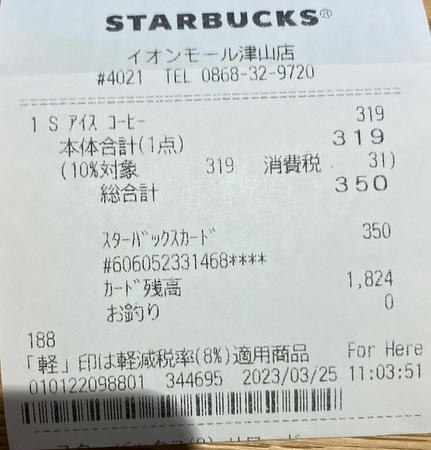 STARBUCKS®
イオンモール津山店
#4021 TEL 0868-32-9720
1 S アイス コーヒー 319
本体合計(1点) 319
(10%対象 319 消費税 31)
総合計 350
スターバックスカード 350
#606052331468****
カード残高 1,824
お釣り 0
188
「軽」印は軽減税率(8%)適用商品 For Here
010122098801 344695 2023/03/25 11:03:51